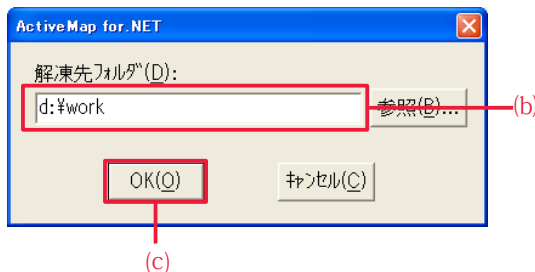 ActiveMap for.NET
解凍先ﾌｫﾙﾀﾞ(D):
d:¥work
参照(B)...
(b)
OK(O)
ｷｬﾝｾﾙ(C)
(c)